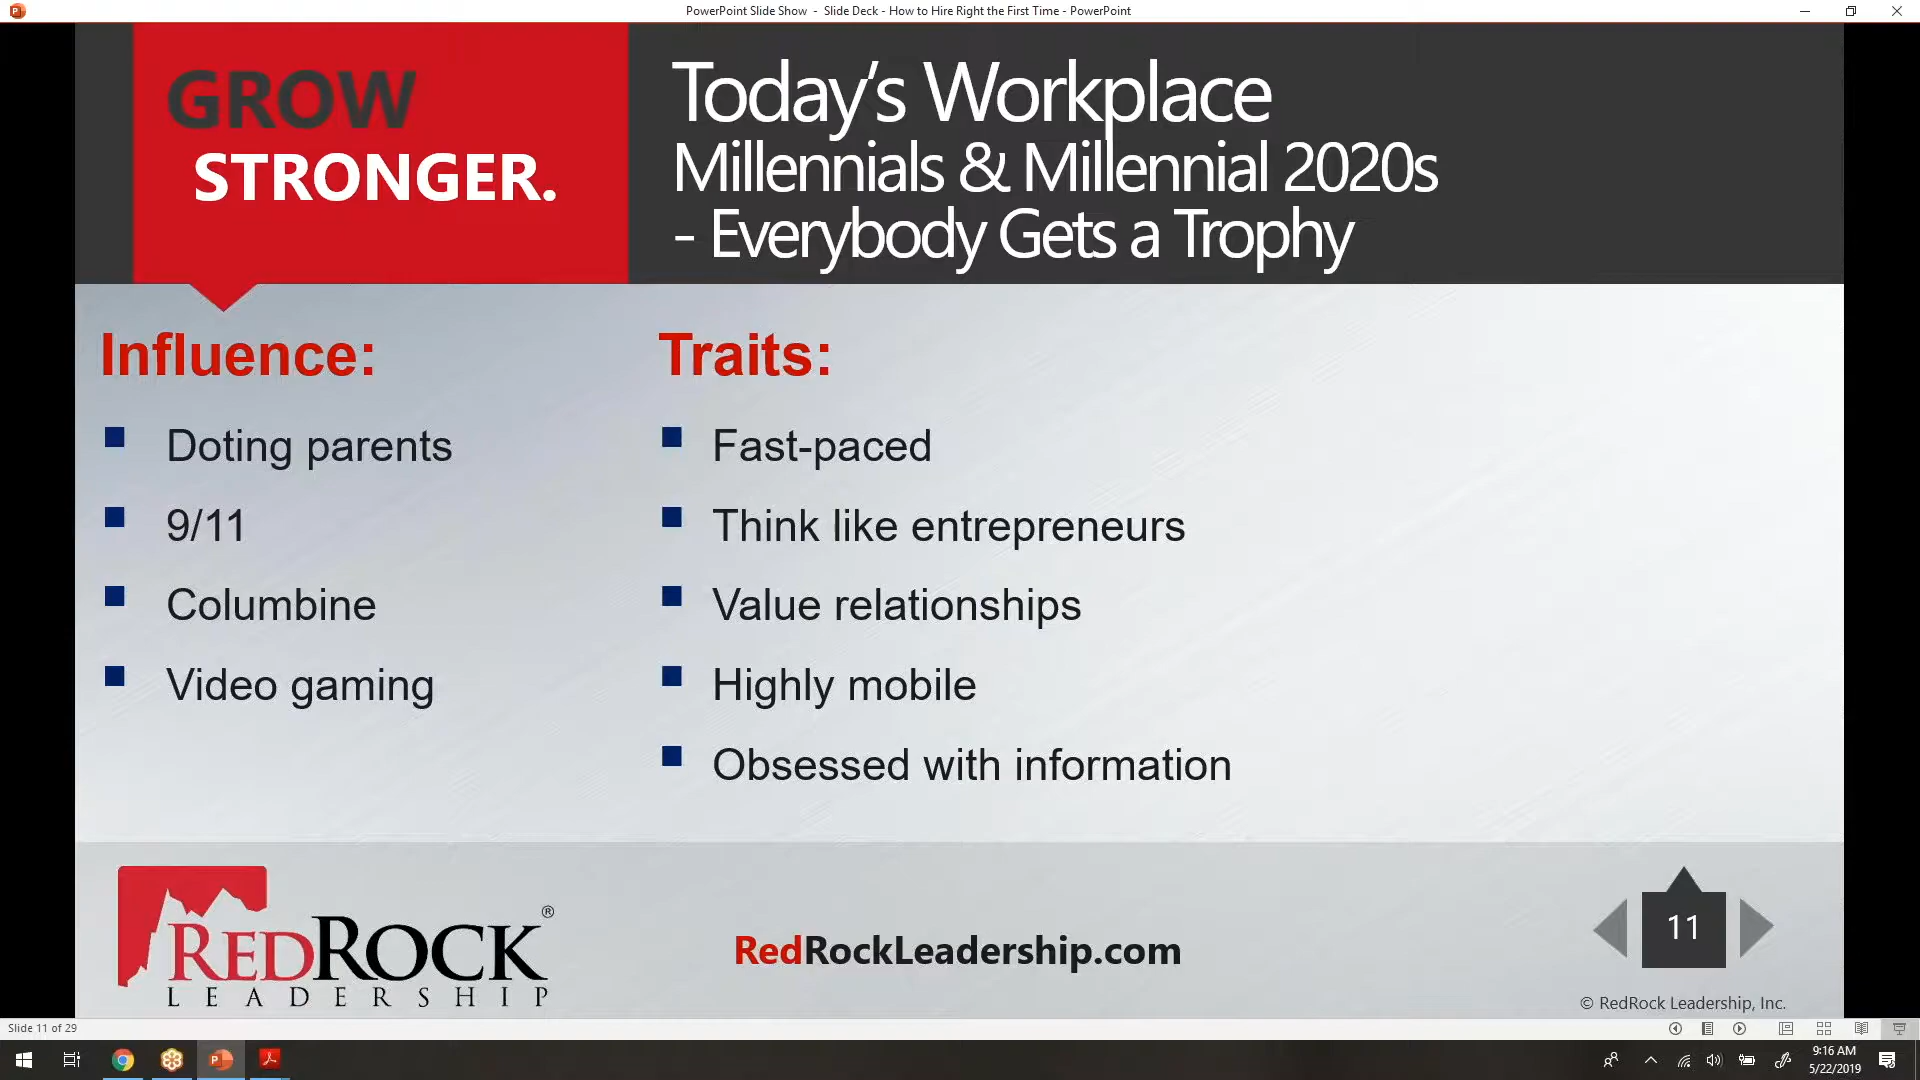 PowerPoint Slide Show - Slide Deck - How to Hire Right the First Time - PowerPoint
GROW
STRONGER.
Today's Workplace
Millennials & Millennial 2020s
- Everybody Gets a Trophy
Influence:
Doting parents
9/11
Columbine
Video gaming
Traits:
Fast-paced
Think like entrepreneurs
Value relationships
Highly mobile
Obsessed with information
REDROCK®
LEADERSHIP
RedRockLeadership.com
11
© RedRock Leadership, Inc.
Slide 11 of 29
9:16 AM
5/22/2019